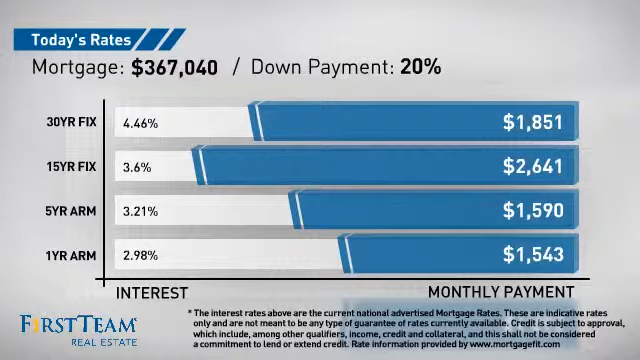 Today's Rates
Mortgage: $367,040 / Down Payment: 20%
30YR FIX 4.46% $1,851
15YR FIX 3.6% $2,641
5YR ARM 3.21% $1,590
1YR ARM 2.98% $1,543
INTEREST MONTHLY PAYMENT
FIRSTTEAM®
REAL ESTATE
* The interest rates above are the current national advertised Mortgage Rates. These are indicative rates
only and are not meant to be any type of guarantee of rates currently available. Credit is subject to approval,
which include, among other qualifiers, income, credit and collateral, and this shall not be considered
a commitment to lend or extend credit. Rate information provided by www.mortgagefit.com